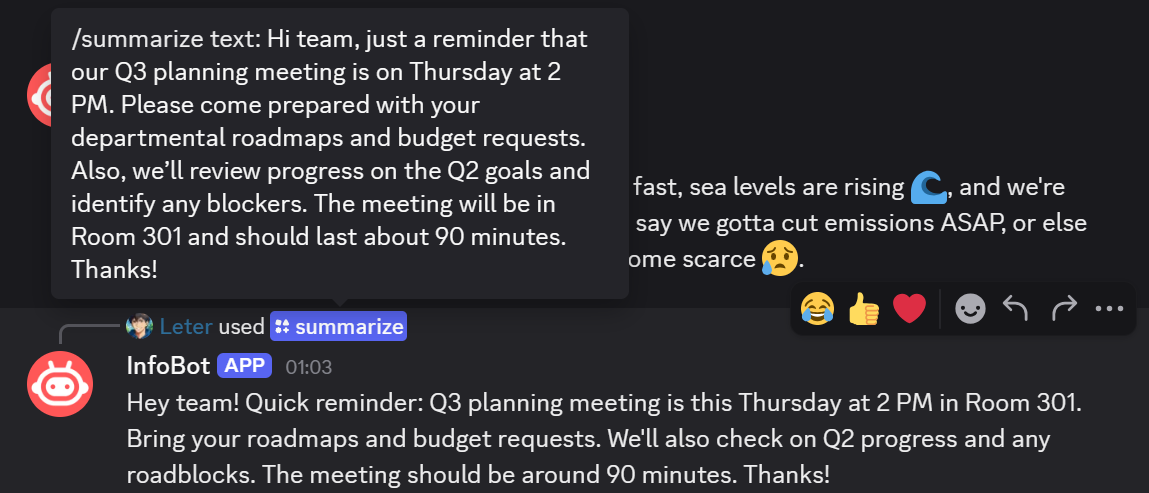 /summarize text: Hi team, just a reminder that
our Q3 planning meeting is on Thursday at 2
PM. Please come prepared with your
departmental roadmaps and budget requests.
Also, we’ll review progress on the Q2 goals and
identify any blockers. The meeting will be in
Room 301 and should last about 90 minutes.
Thanks!
fast, sea levels are rising 🌊, and we're
say we gotta cut emissions ASAP, or else
ome scarce 😥.
Leter used summarize
InfoBot APP 01:03
Hey team! Quick reminder: Q3 planning meeting is this Thursday at 2 PM in Room 301.
Bring your roadmaps and budget requests. We'll also check on Q2 progress and any
roadblocks. The meeting should be around 90 minutes. Thanks!